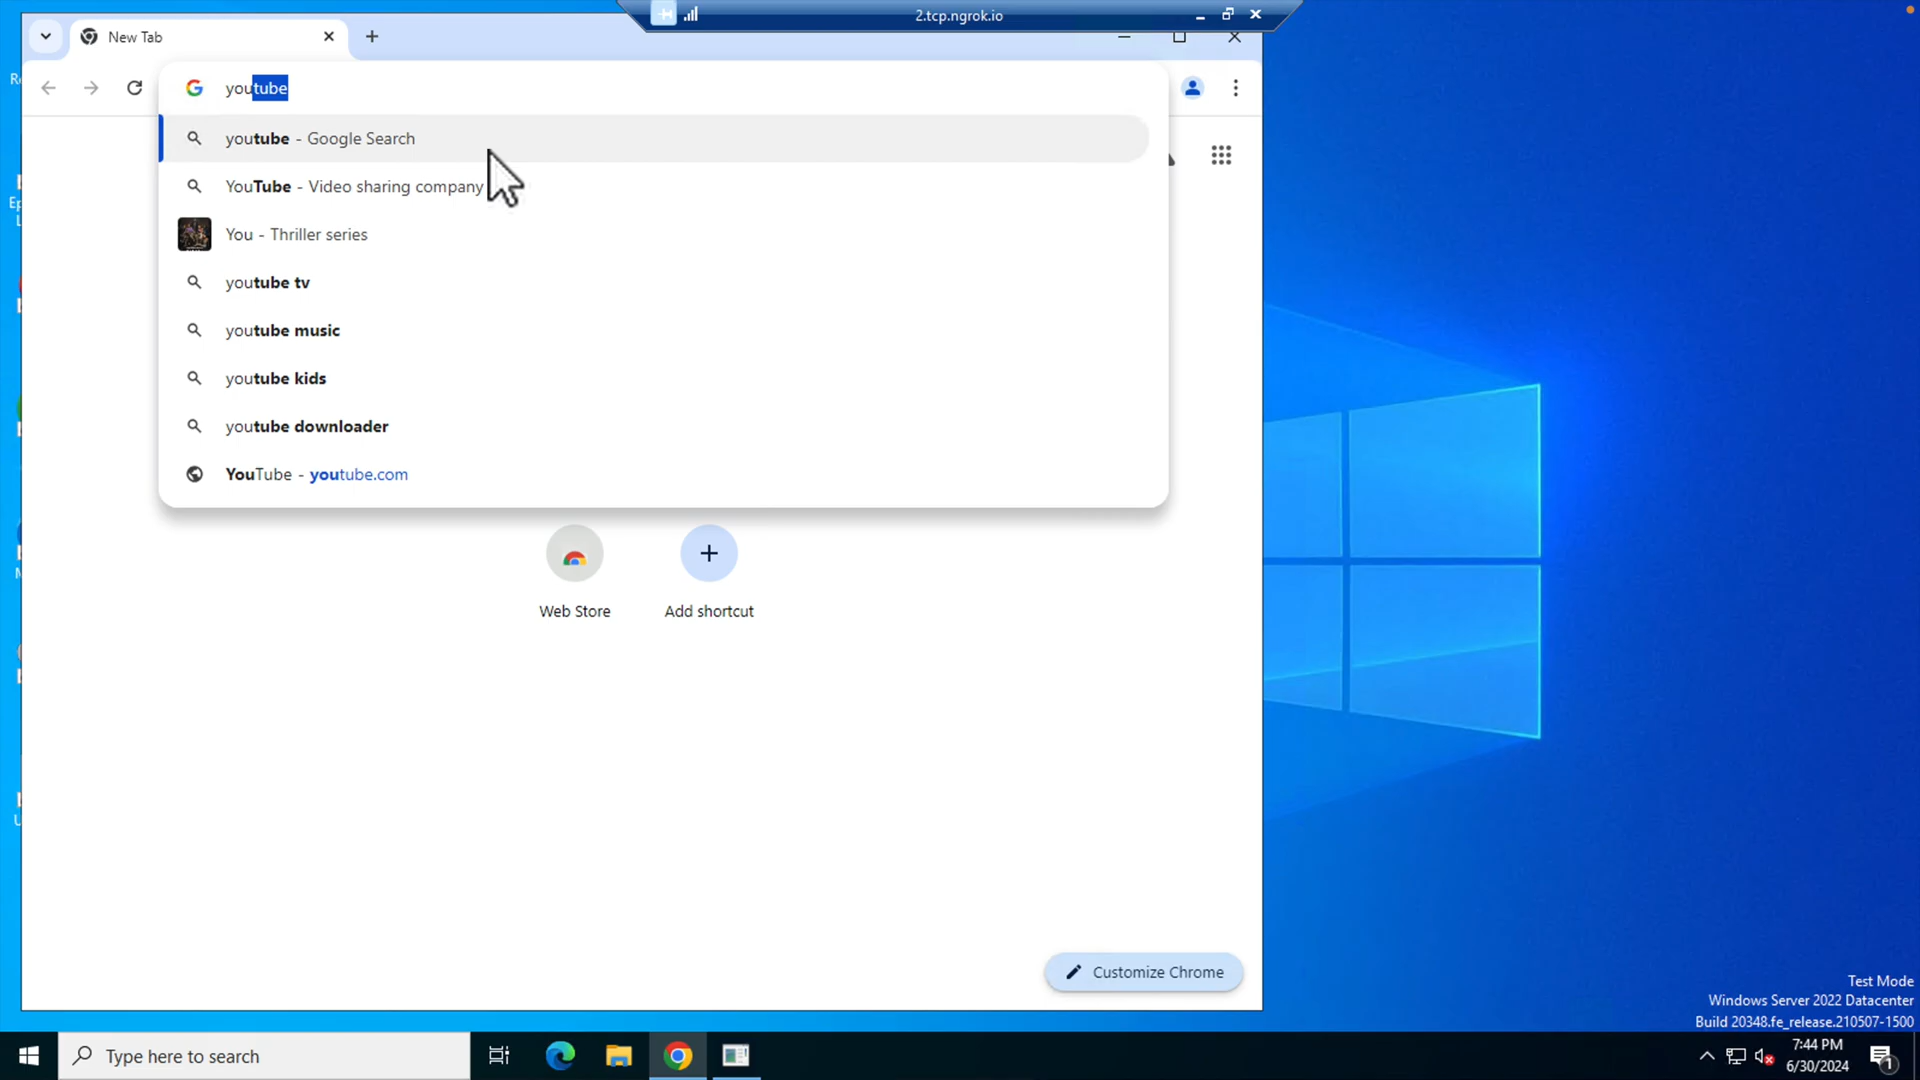 2.tcp.ngrok.io
New Tab
youtube
youtube - Google Search
YouTube - Video sharing company
You - Thriller series
youtube tv
youtube music
youtube kids
youtube downloader
YouTube - youtube.com
Web Store
Add shortcut
Customize Chrome
Test Mode
Windows Server 2022 Datacenter
Build 20348.fe_release.210507-1500
Type here to search
7:44 PM
6/30/2024
1